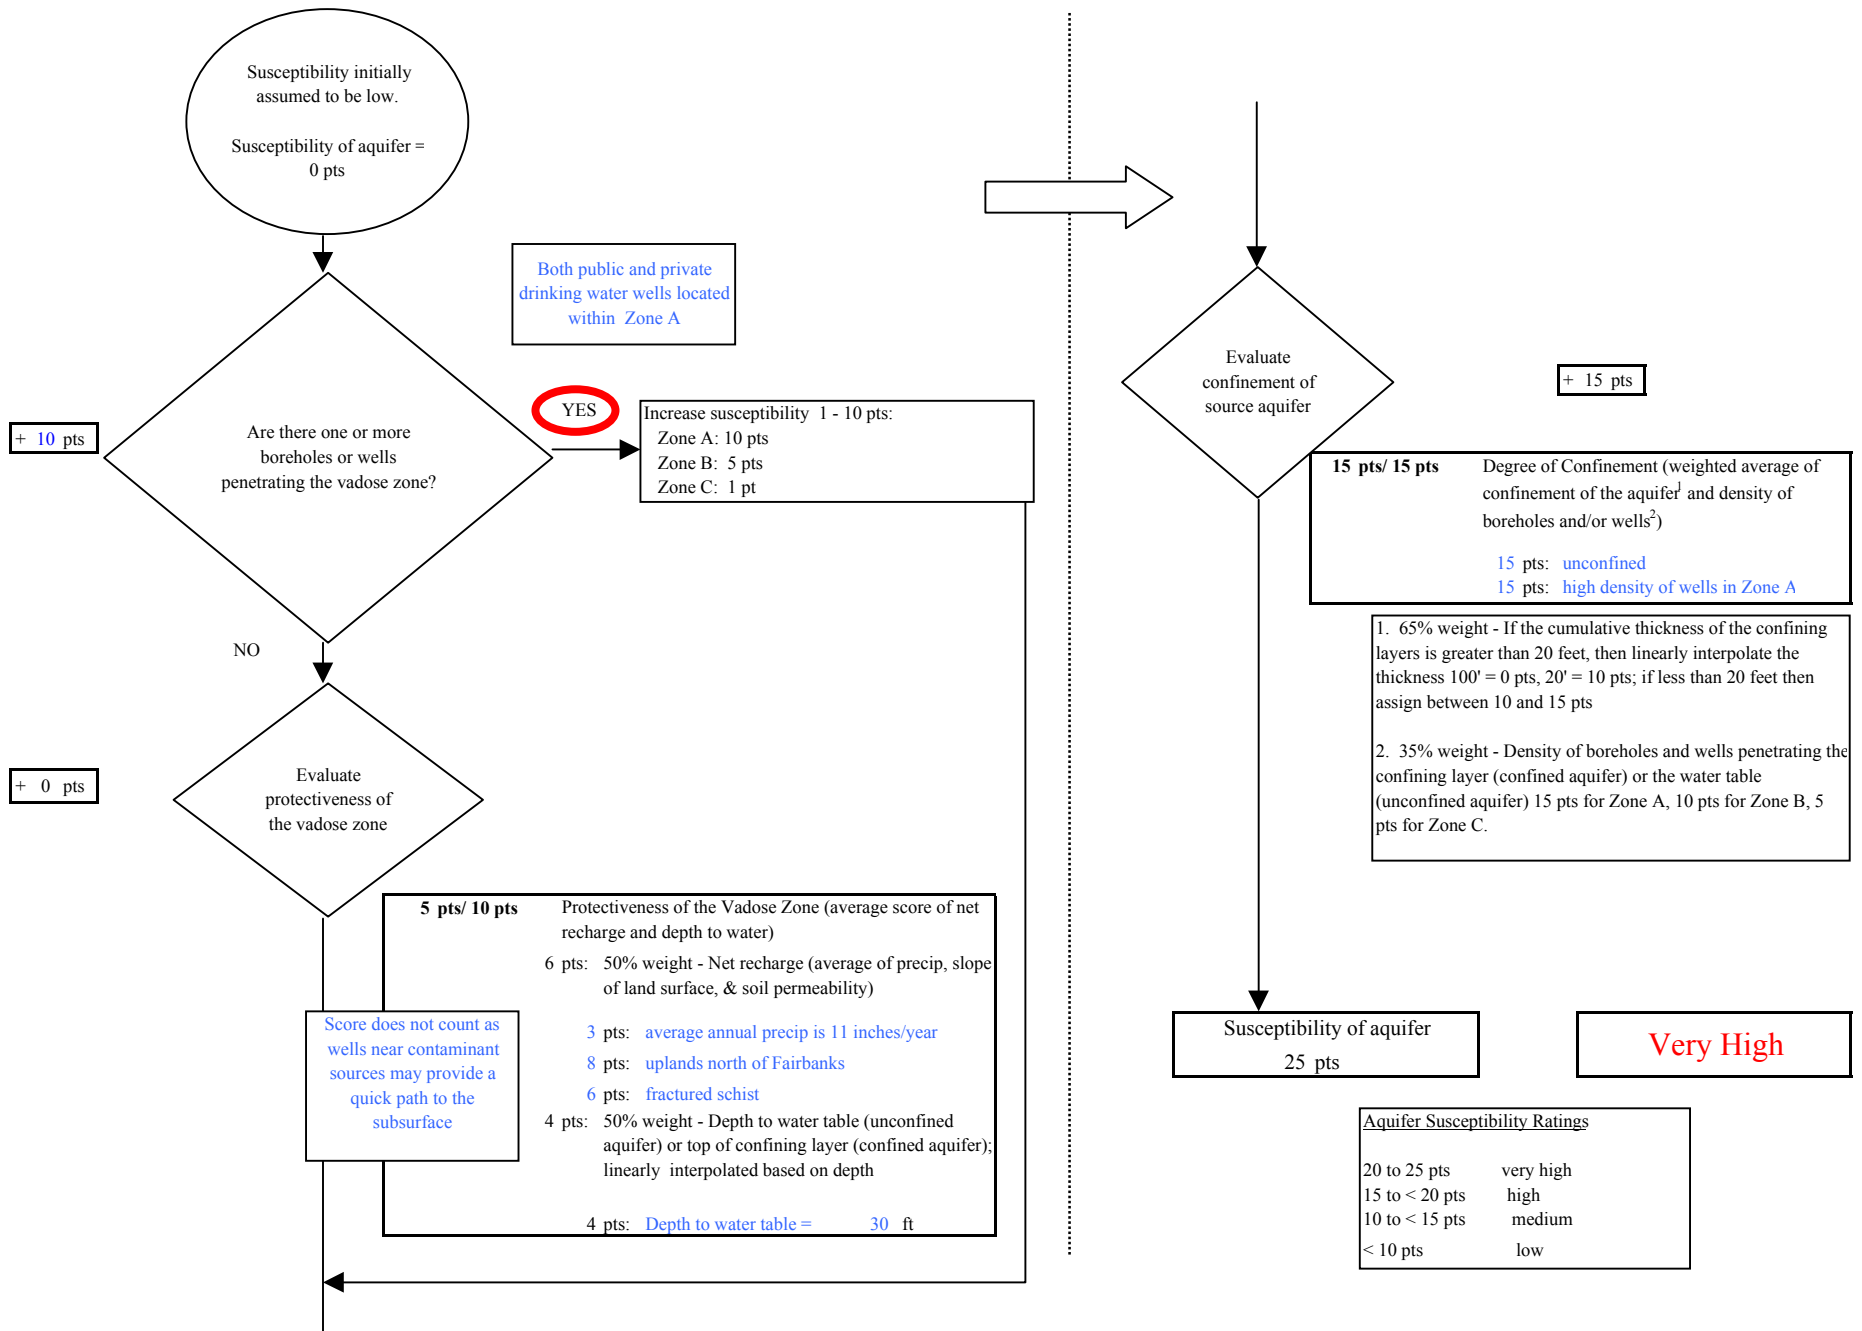 Susceptibility initially
assumed to be low.
Susceptibility of aquifer =
0 pts
Both public and private
drinking water wells located
within Zone A
+ 10 pts
Are there one or more
boreholes or wells
penetrating the vadose zone?
YES
Increase susceptibility 1 - 10 pts:
Zone A: 10 pts
Zone B: 5 pts
Zone C: 1 pt
NO
+ 0 pts
Evaluate
protectiveness of
the vadose zone
5 pts/ 10 pts Protectiveness of the Vadose Zone (average score of net
recharge and depth to water)
6 pts: 50% weight - Net recharge (average of precip, slope
of land surface, & soil permeability)
3 pts: average annual precip is 11 inches/year
8 pts: uplands north of Fairbanks
6 pts: fractured schist
4 pts: 50% weight - Depth to water table (unconfined
aquifer) or top of confining layer (confined aquifer);
linearly interpolated based on depth
4 pts: Depth to water table = 30 ft
Score does not count as
wells near contaminant
sources may provide a
quick path to the
subsurface
Evaluate
confinement of
source aquifer
+ 15 pts
15 pts/ 15 pts Degree of Confinement (weighted average of
confinement of the aquifer1 and density of
boreholes and/or wells2)
15 pts: unconfined
15 pts: high density of wells in Zone A
1. 65% weight - If the cumulative thickness of the confining
layers is greater than 20 feet, then linearly interpolate the
thickness 100' = 0 pts, 20' = 10 pts; if less than 20 feet then
assign between 10 and 15 pts
2. 35% weight - Density of boreholes and wells penetrating the
confining layer (confined aquifer) or the water table
(unconfined aquifer) 15 pts for Zone A, 10 pts for Zone B, 5
pts for Zone C.
Susceptibility of aquifer
25 pts
Very High
Aquifer Susceptibility Ratings
20 to 25 pts very high
15 to < 20 pts high
10 to < 15 pts medium
< 10 pts low